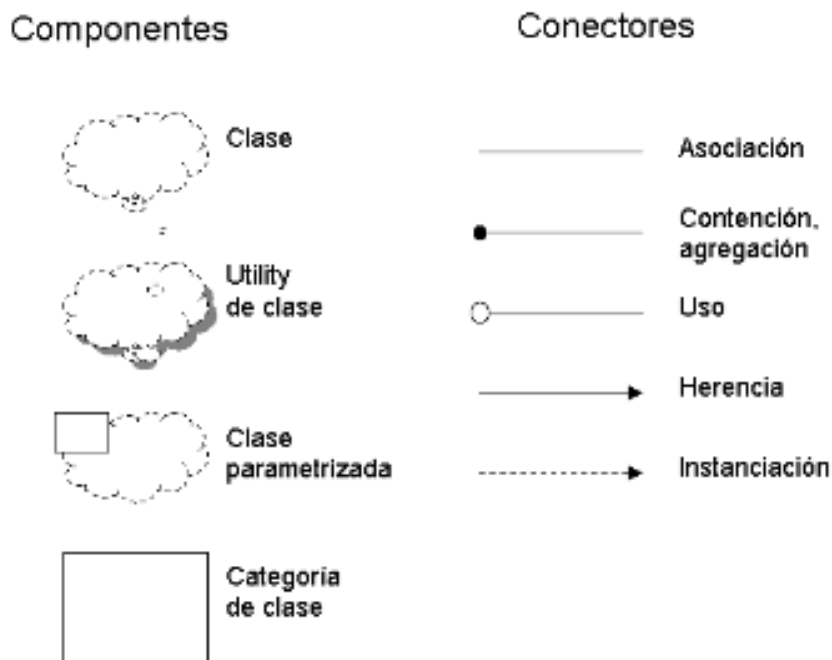 Componentes
Clase
Utility
de clase
Clase
parametrizada
Categoría
de clase
Conectores
Asociación
Contención,
agregación
Uso
Herencia
Instanciación